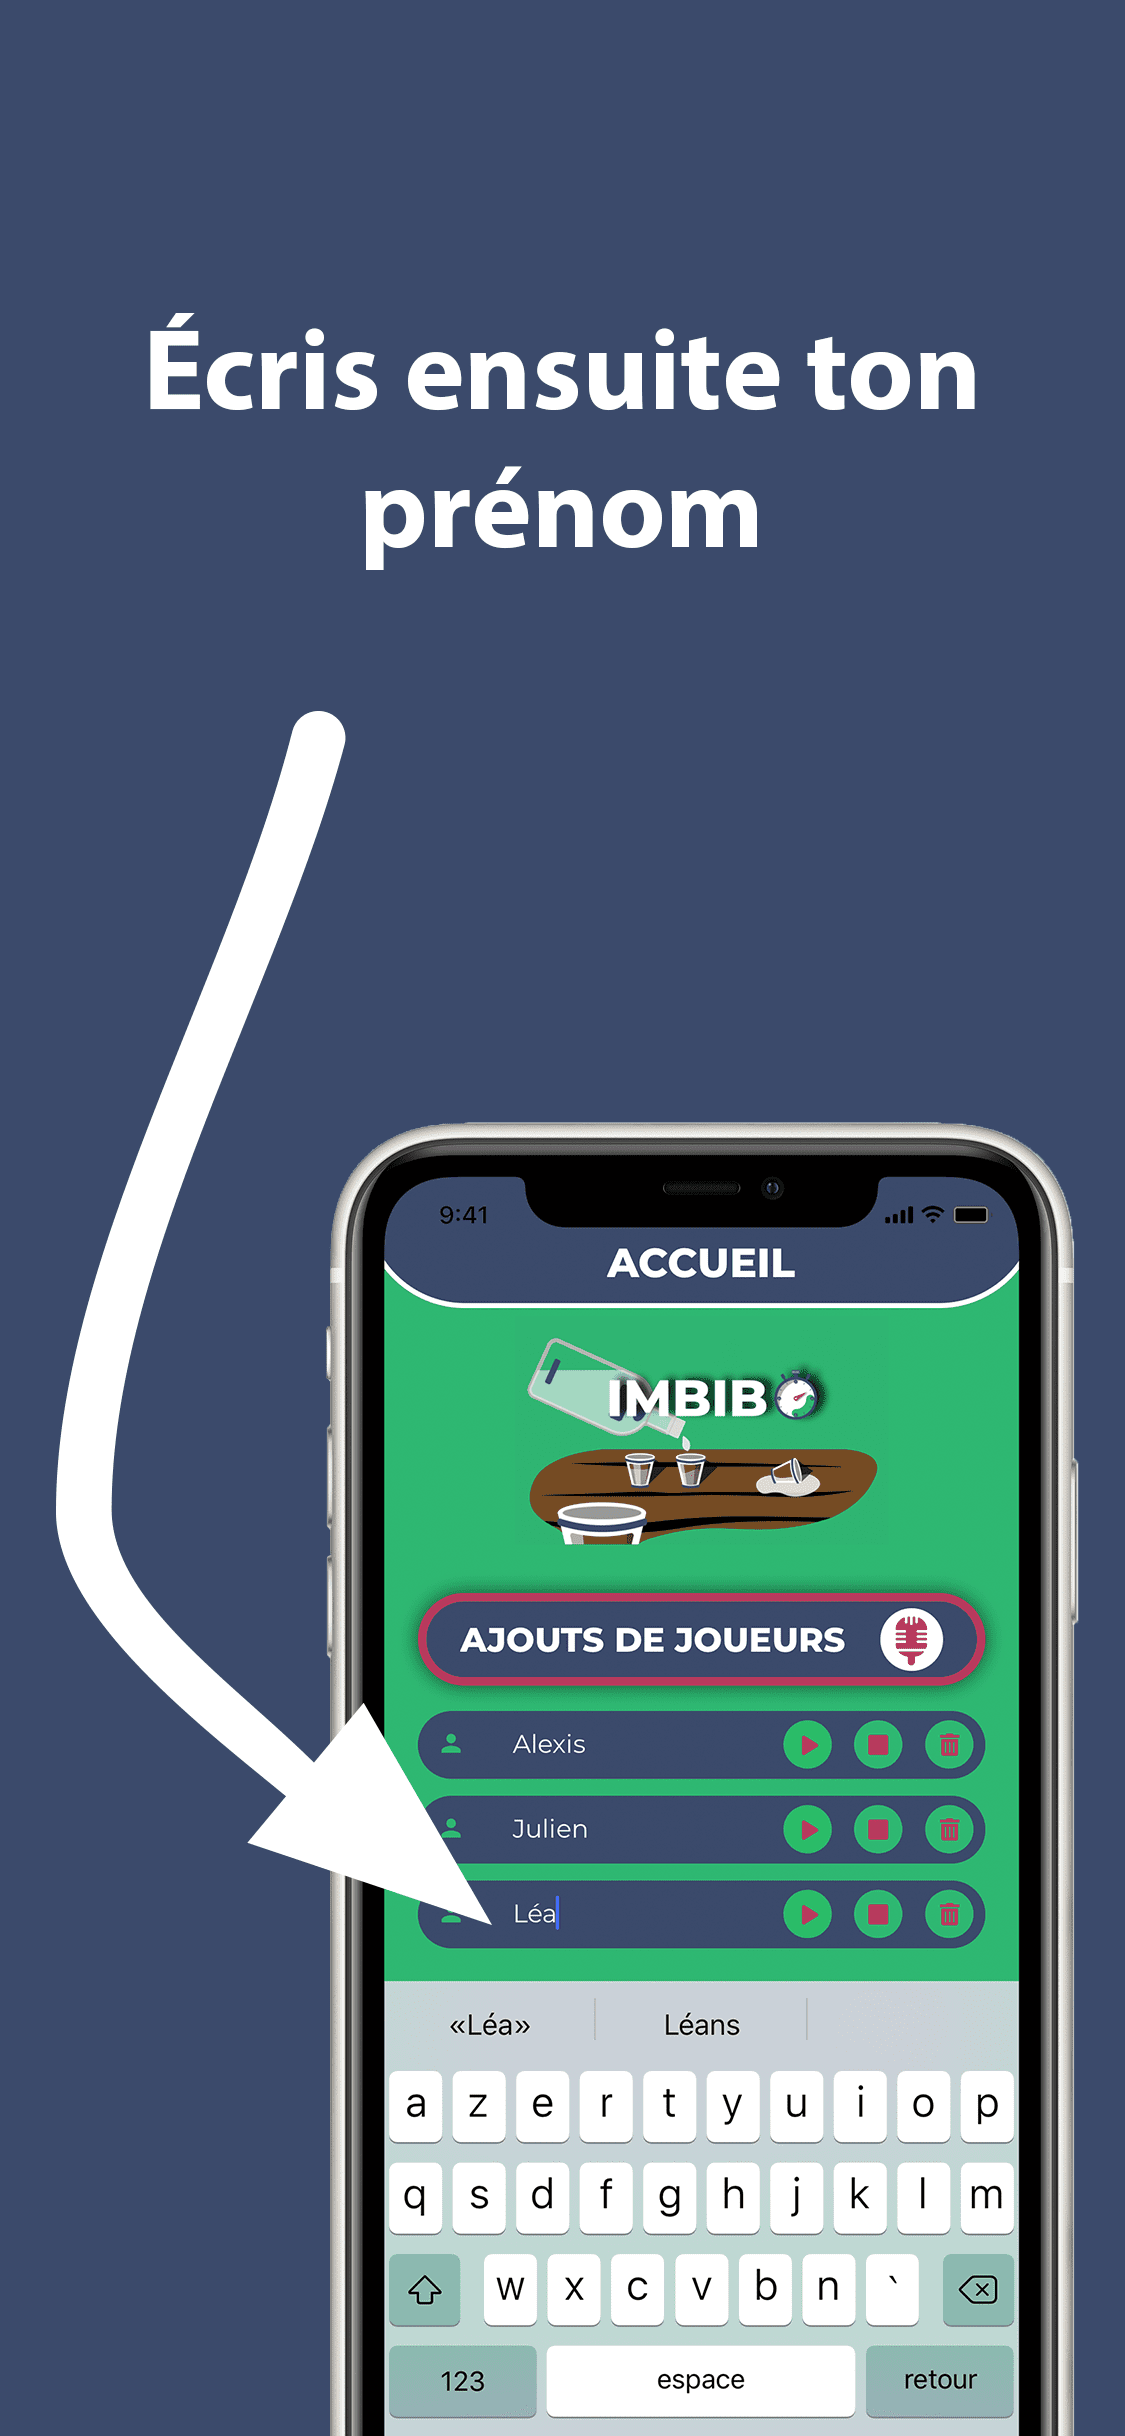 Écris ensuite ton
prénom
9:41
ACCUEIL
IMBIBO
AJOUTS DE JOUEURS
Alexis
Julien
Léa
«Léa» Léans
a z e r t y u i o p
q s d f g h j k l m
w x c v b n `
123 espace retour